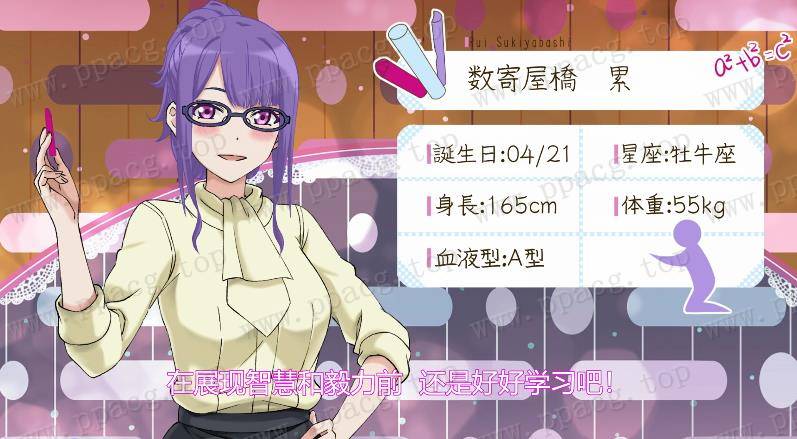 Rui Sukiyabashi
数寄屋橋 累
a²+b²=c²
誕生日:04/21
星座:牡牛座
身長:165cm
体重:55kg
血液型:A型
在展现智慧和毅力前 还是好好学习吧!
www.ppacg.top